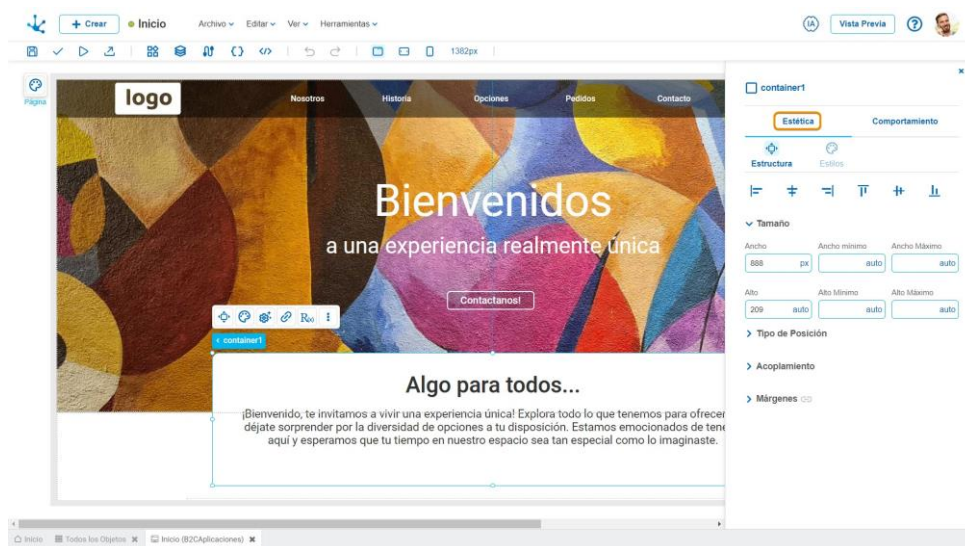 + Crear
Inicio
Archivo
Editar
Ver
Herramientas
IA
Vista Previa
?
1382px
Página
logo
Nosotros
Historia
Opciones
Pedidos
Contacto
Bienvenidos
a una experiencia realmente única
Contactanos!
container1
Algo para todos...
¡Bienvenido, te invitamos a vivir una experiencia única! Explora todo lo que tenemos para ofrecer
déjate sorprender por la diversidad de opciones a tu disposición. Estamos emocionados de tene
aquí y esperamos que tu tiempo en nuestro espacio sea tan especial como lo imaginaste.
container1
Estética
Comportamiento
Estructura
Estilos
Tamaño
Ancho
Ancho mínimo
Ancho Máximo
888 px
auto
auto
Alto
Alto Mínimo
Alto Máximo
209 auto
auto
auto
Tipo de Posición
Acoplamiento
Márgenes
Inicio
Todos los Objetos
Inicio (B2CAplicaciones)